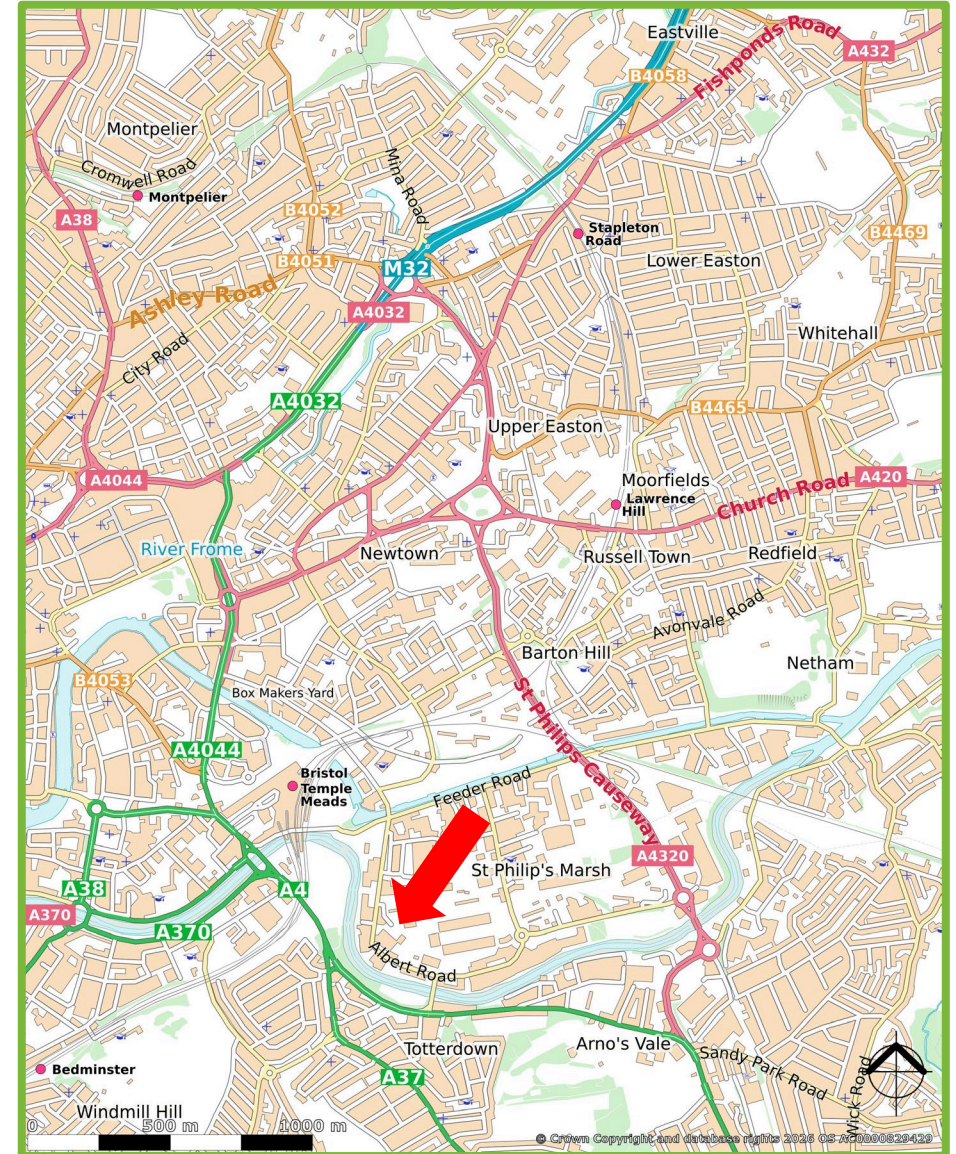 Eastville
Fishponds Road
A432
B4058
Montpelier
Cromwell Road
Montpelier
Mina Road
A38
B4052
Stapleton
Road
B4469
B4051
M32
Lower Easton
Ashley Road
A4032
Whitehall
City Road
A4032
B4465
Upper Easton
A4044
Moorfields
Church Road
A420
Lawrence
Hill
River Frome
Newtown
Russell Town
Redfield
Avonvale Road
Barton Hill
Netham
B4053
Box Makers Yard
St Philips Causeway
A4044
Bristol
Temple
Meads
Feeder Road
A4320
St Philip's Marsh
A38
A4
A370
A370
Albert Road
Arno's Vale
Totterdown
Sandy Park Road
Wick Road
Bedminster
A37
Windmill Hill
0 500 m 1000 m
© Crown Copyright and database rights 2026 OS AC0000829429